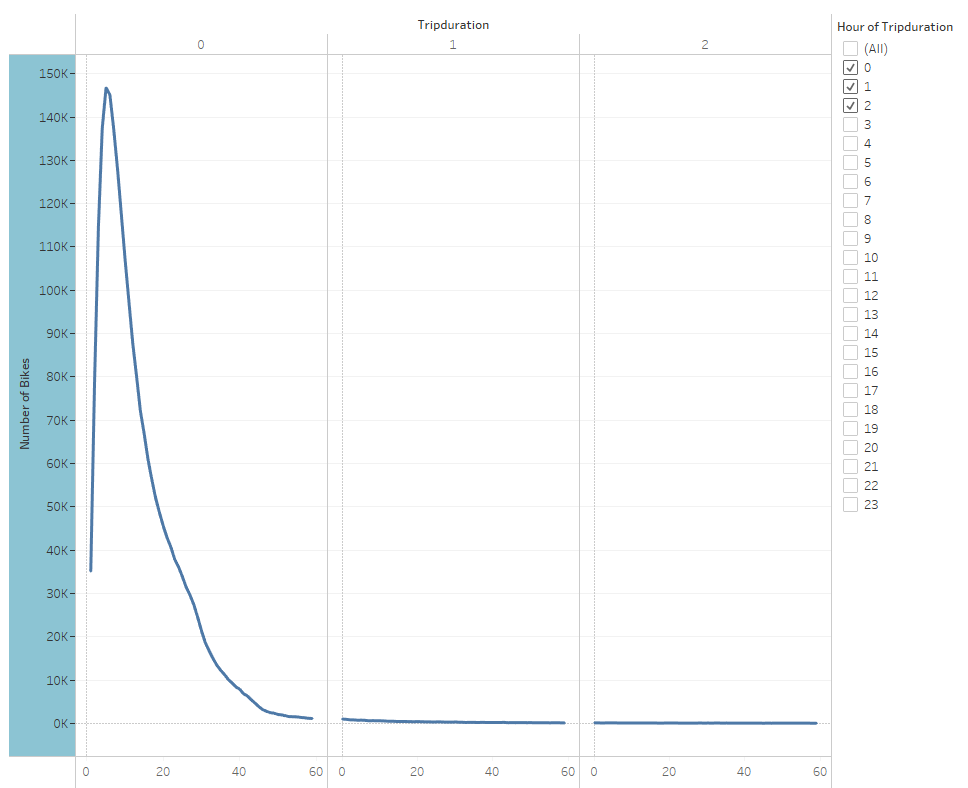 Tripduration
0 1 2
150K
140K
130K
120K
110K
100K
90K
80K
70K
60K
50K
40K
30K
20K
10K
0K
Number of Bikes
0 20 40 60 0 20 40 60 0 20 40 60
Hour of Tripduration
(All)
0
1
2
3
4
5
6
7
8
9
10
11
12
13
14
15
16
17
18
19
20
21
22
23